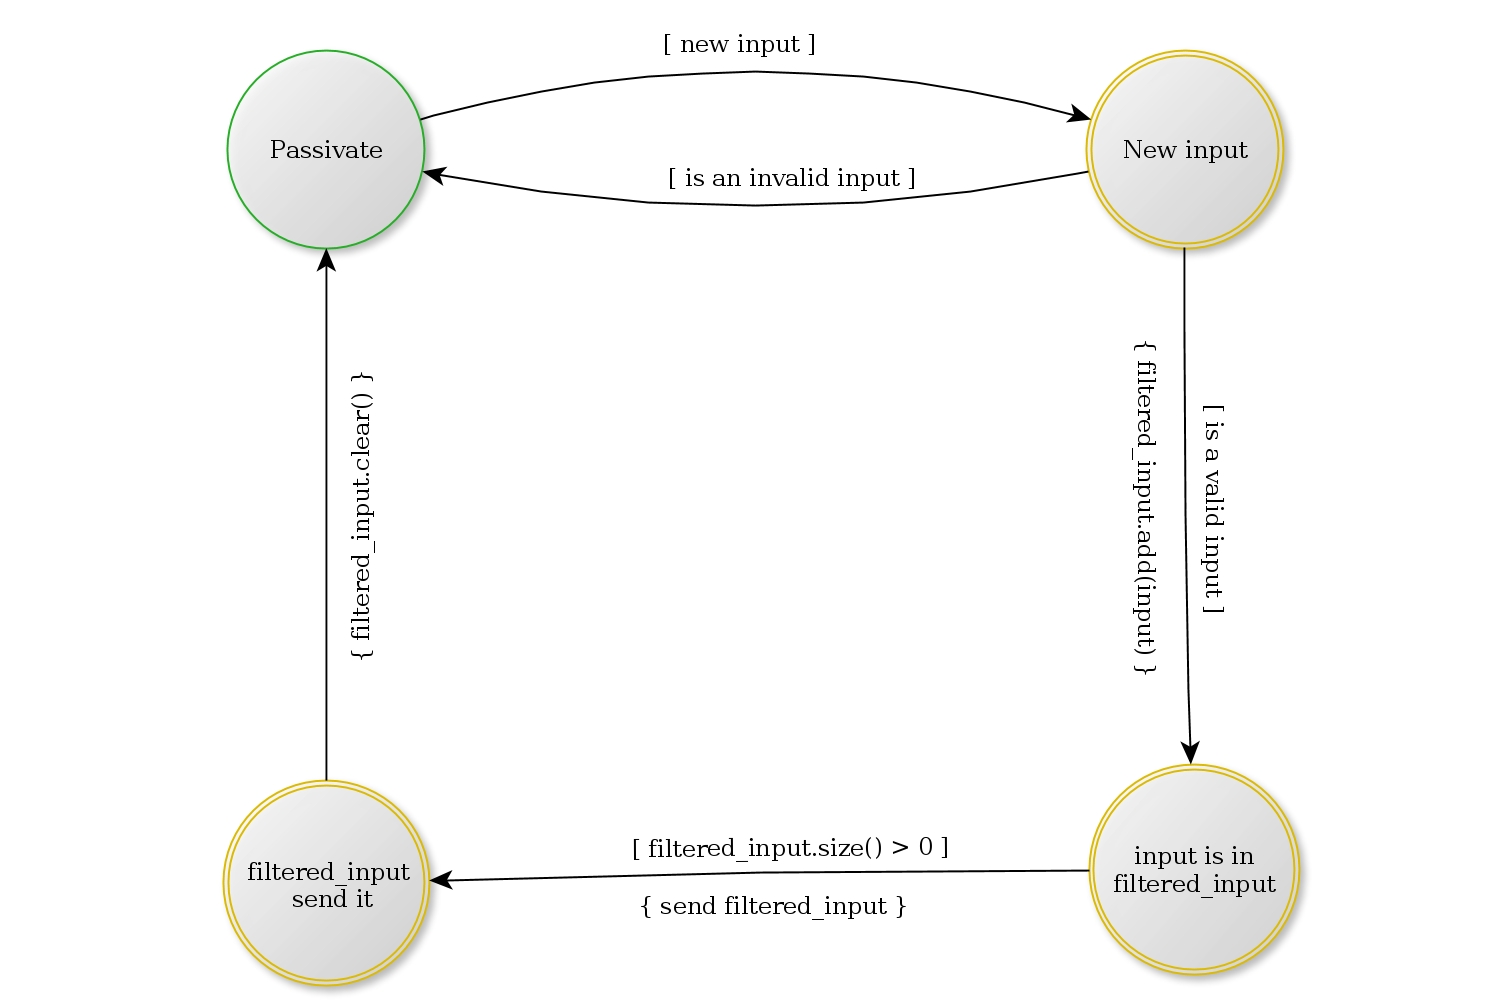 [ new input ]
Passivate
New input
[ is an invalid input ]
{ filtered_input.clear() }
{ filtered_input.add(input) }
[ is a valid input ]
[ filtered_input.size() > 0 ]
{ send filtered_input }
filtered_input
send it
input is in
filtered_input